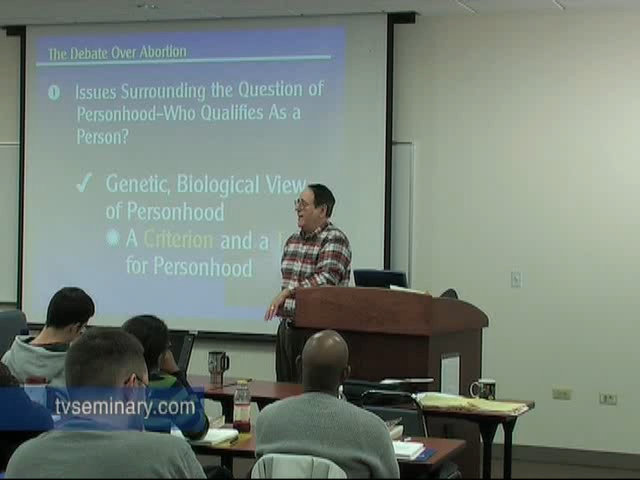 The Debate Over Abortion
1 Issues Surrounding the Question of
Personhood–Who Qualifies As a
Person?
✓ Genetic, Biological View
of Personhood
A Criterion and a
for Personhood
tvseminary.com